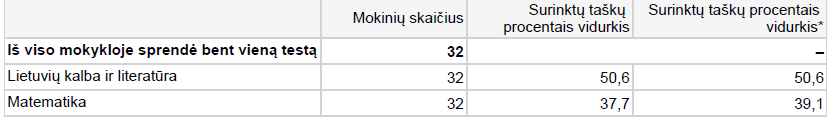 Mokinių skaičius Surinktų taškų procentais vidurkis Surinktų taškų procentais vidurkis*
Iš viso mokykloje sprendė bent vieną testą 32 –
Lietuvių kalba ir literatūra 32 50,6 50,6
Matematika 32 37,7 39,1